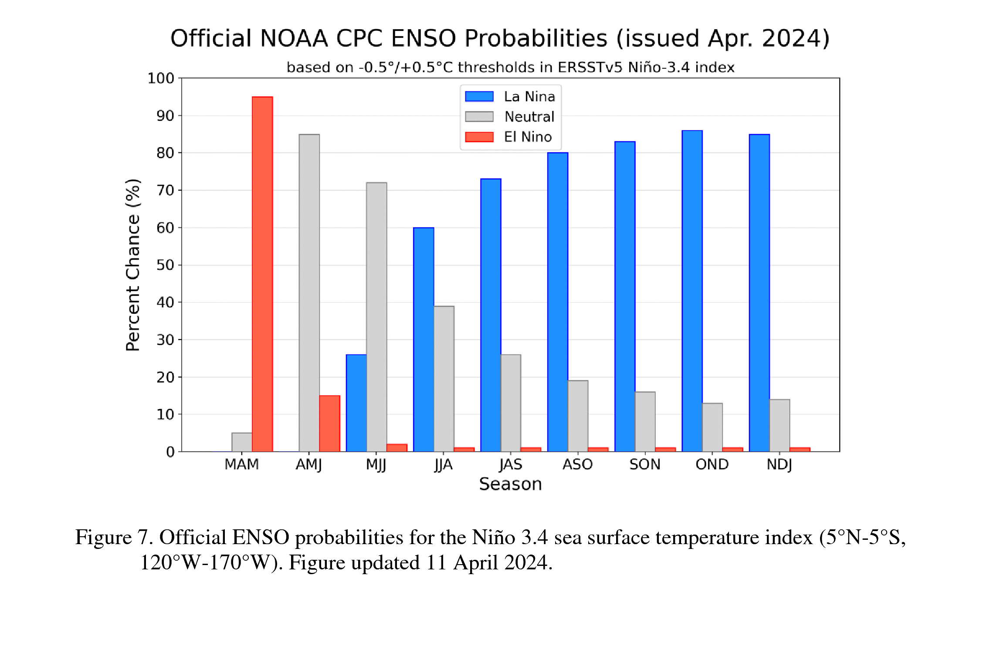 Official NOAA CPC ENSO Probabilities (issued Apr. 2024)
based on -0.5°/+0.5°C thresholds in ERSSTv5 Niño-3.4 index
La Nina
Neutral
El Nino
Percent Chance (%)
100
90
80
70
60
50
40
30
20
10
0
MAM AMJ MJJ JJA JAS ASO SON OND NDJ
Season
Figure 7. Official ENSO probabilities for the Niño 3.4 sea surface temperature index (5°N-5°S,
120°W-170°W). Figure updated 11 April 2024.